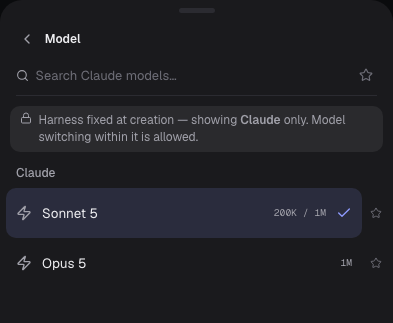 Model
Search Claude models...
Harness fixed at creation — showing Claude only. Model
switching within it is allowed.
Claude
Sonnet 5 200K / 1M
Opus 5 1M